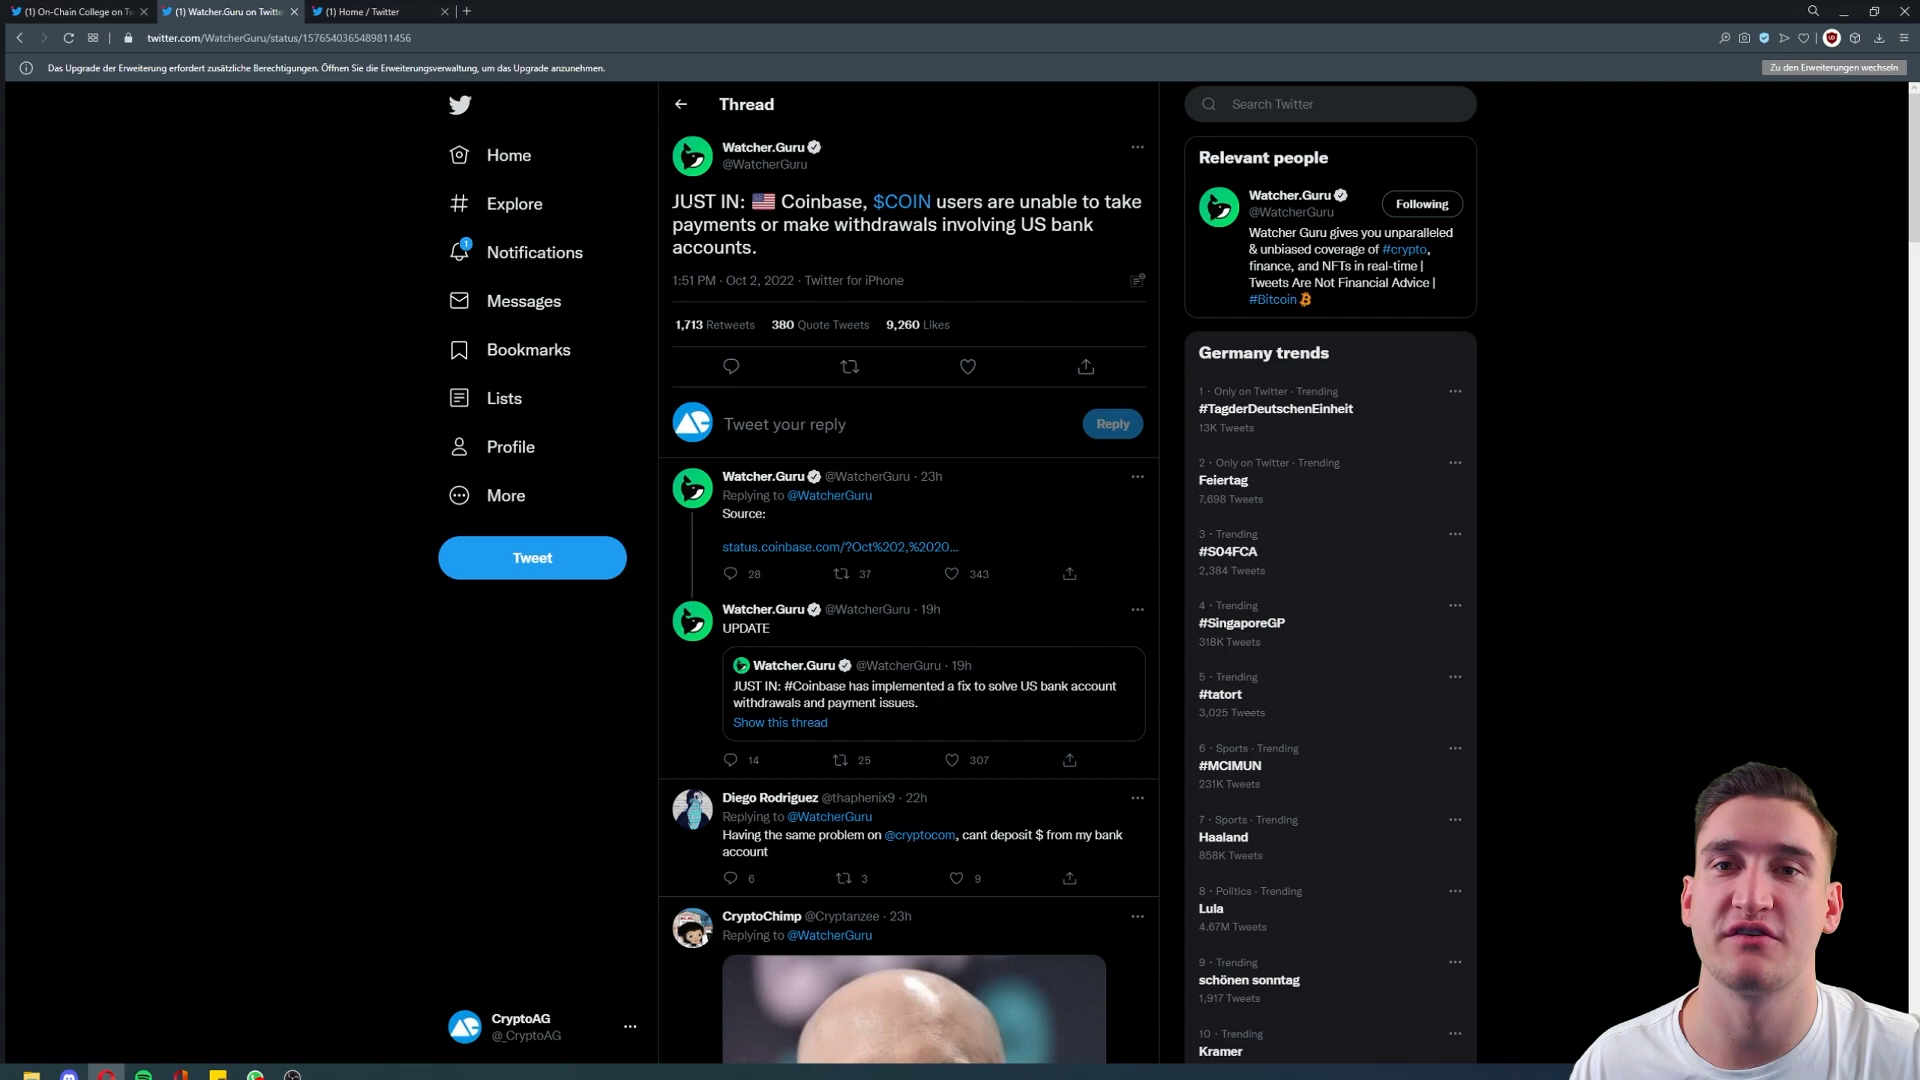 (1) On-Chain College on Tw
(1) Watcher.Guru on Twitte
(1) Home / Twitter
twitter.com/WatcherGuru/status/1576540365489811456
Das Upgrade der Erweiterung erfordert zusätzliche Berechtigungen. Öffnen Sie die Erweiterungsverwaltung, um das Upgrade anzunehmen.
Zu den Erweiterungen wechseln
Home
Explore
1
Notifications
Messages
Bookmarks
Lists
Profile
More
Tweet
CryptoAG
@_CryptoAG
Thread
Watcher.Guru
@WatcherGuru
JUST IN: 🇺🇸 Coinbase, $COIN users are unable to take
payments or make withdrawals involving US bank
accounts.
1:51 PM · Oct 2, 2022 · Twitter for iPhone
1,713 Retweets 380 Quote Tweets 9,260 Likes
Tweet your reply
Reply
Watcher.Guru @WatcherGuru · 23h
Replying to @WatcherGuru
Source:
status.coinbase.com/?Oct%202,%2020...
28 37 343
Watcher.Guru @WatcherGuru · 19h
UPDATE
Watcher.Guru @WatcherGuru · 19h
JUST IN: #Coinbase has implemented a fix to solve US bank account
withdrawals and payment issues.
Show this thread
14 25 307
Diego Rodriguez @thaphenix9 · 22h
Replying to @WatcherGuru
Having the same problem on @cryptocom, cant deposit $ from my bank
account
6 3 9
CryptoChimp @Cryptanzee · 23h
Replying to @WatcherGuru
Search Twitter
Relevant people
Watcher.Guru
@WatcherGuru
Following
Watcher Guru gives you unparalleled
& unbiased coverage of #crypto,
finance, and NFTs in real-time |
Tweets Are Not Financial Advice |
#Bitcoin
Germany trends
1 · Only on Twitter · Trending
#TagderDeutschenEinheit
13K Tweets
2 · Only on Twitter · Trending
Feiertag
7,698 Tweets
3 · Trending
#S04FCA
2,384 Tweets
4 · Trending
#SingaporeGP
318K Tweets
5 · Trending
#tatort
3,025 Tweets
6 · Sports · Trending
#MCIMUN
231K Tweets
7 · Sports · Trending
Haaland
858K Tweets
8 · Politics · Trending
Lula
4.67M Tweets
9 · Trending
schönen sonntag
1,917 Tweets
10 · Trending
Kramer